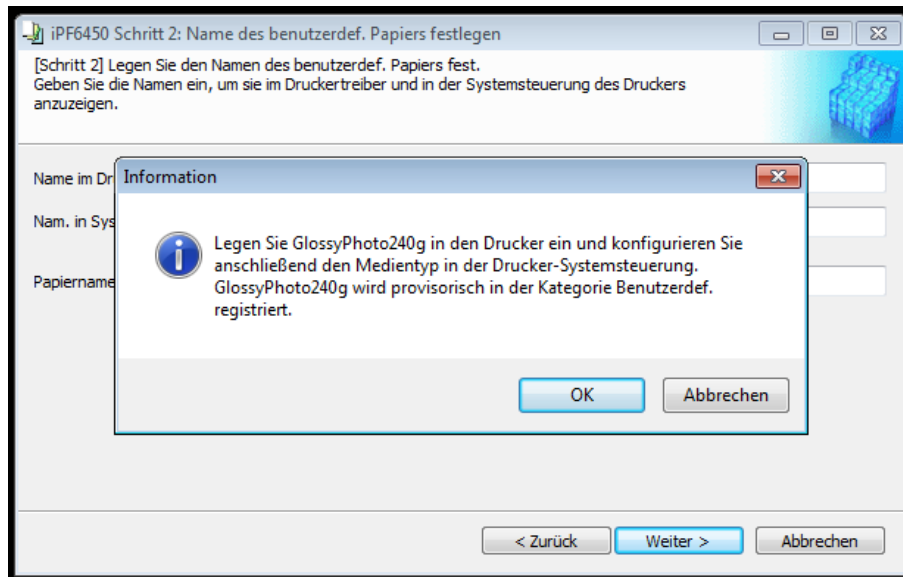 iPF6450 Schritt 2: Name des benutzerdef. Papiers festlegen
[Schritt 2] Legen Sie den Namen des benutzerdef. Papiers fest.
Geben Sie die Namen ein, um sie im Druckertreiber und in der Systemsteuerung des Druckers
anzuzeigen.
Name im Dr
Information
Nam. in Sys
Legen Sie GlossyPhoto240g in den Drucker ein und konfigurieren Sie
anschließend den Medientyp in der Drucker-Systemsteuerung.
GlossyPhoto240g wird provisorisch in der Kategorie Benutzerdef.
registriert.
Papiername
OK Abbrechen
< Zurück Weiter > Abbrechen